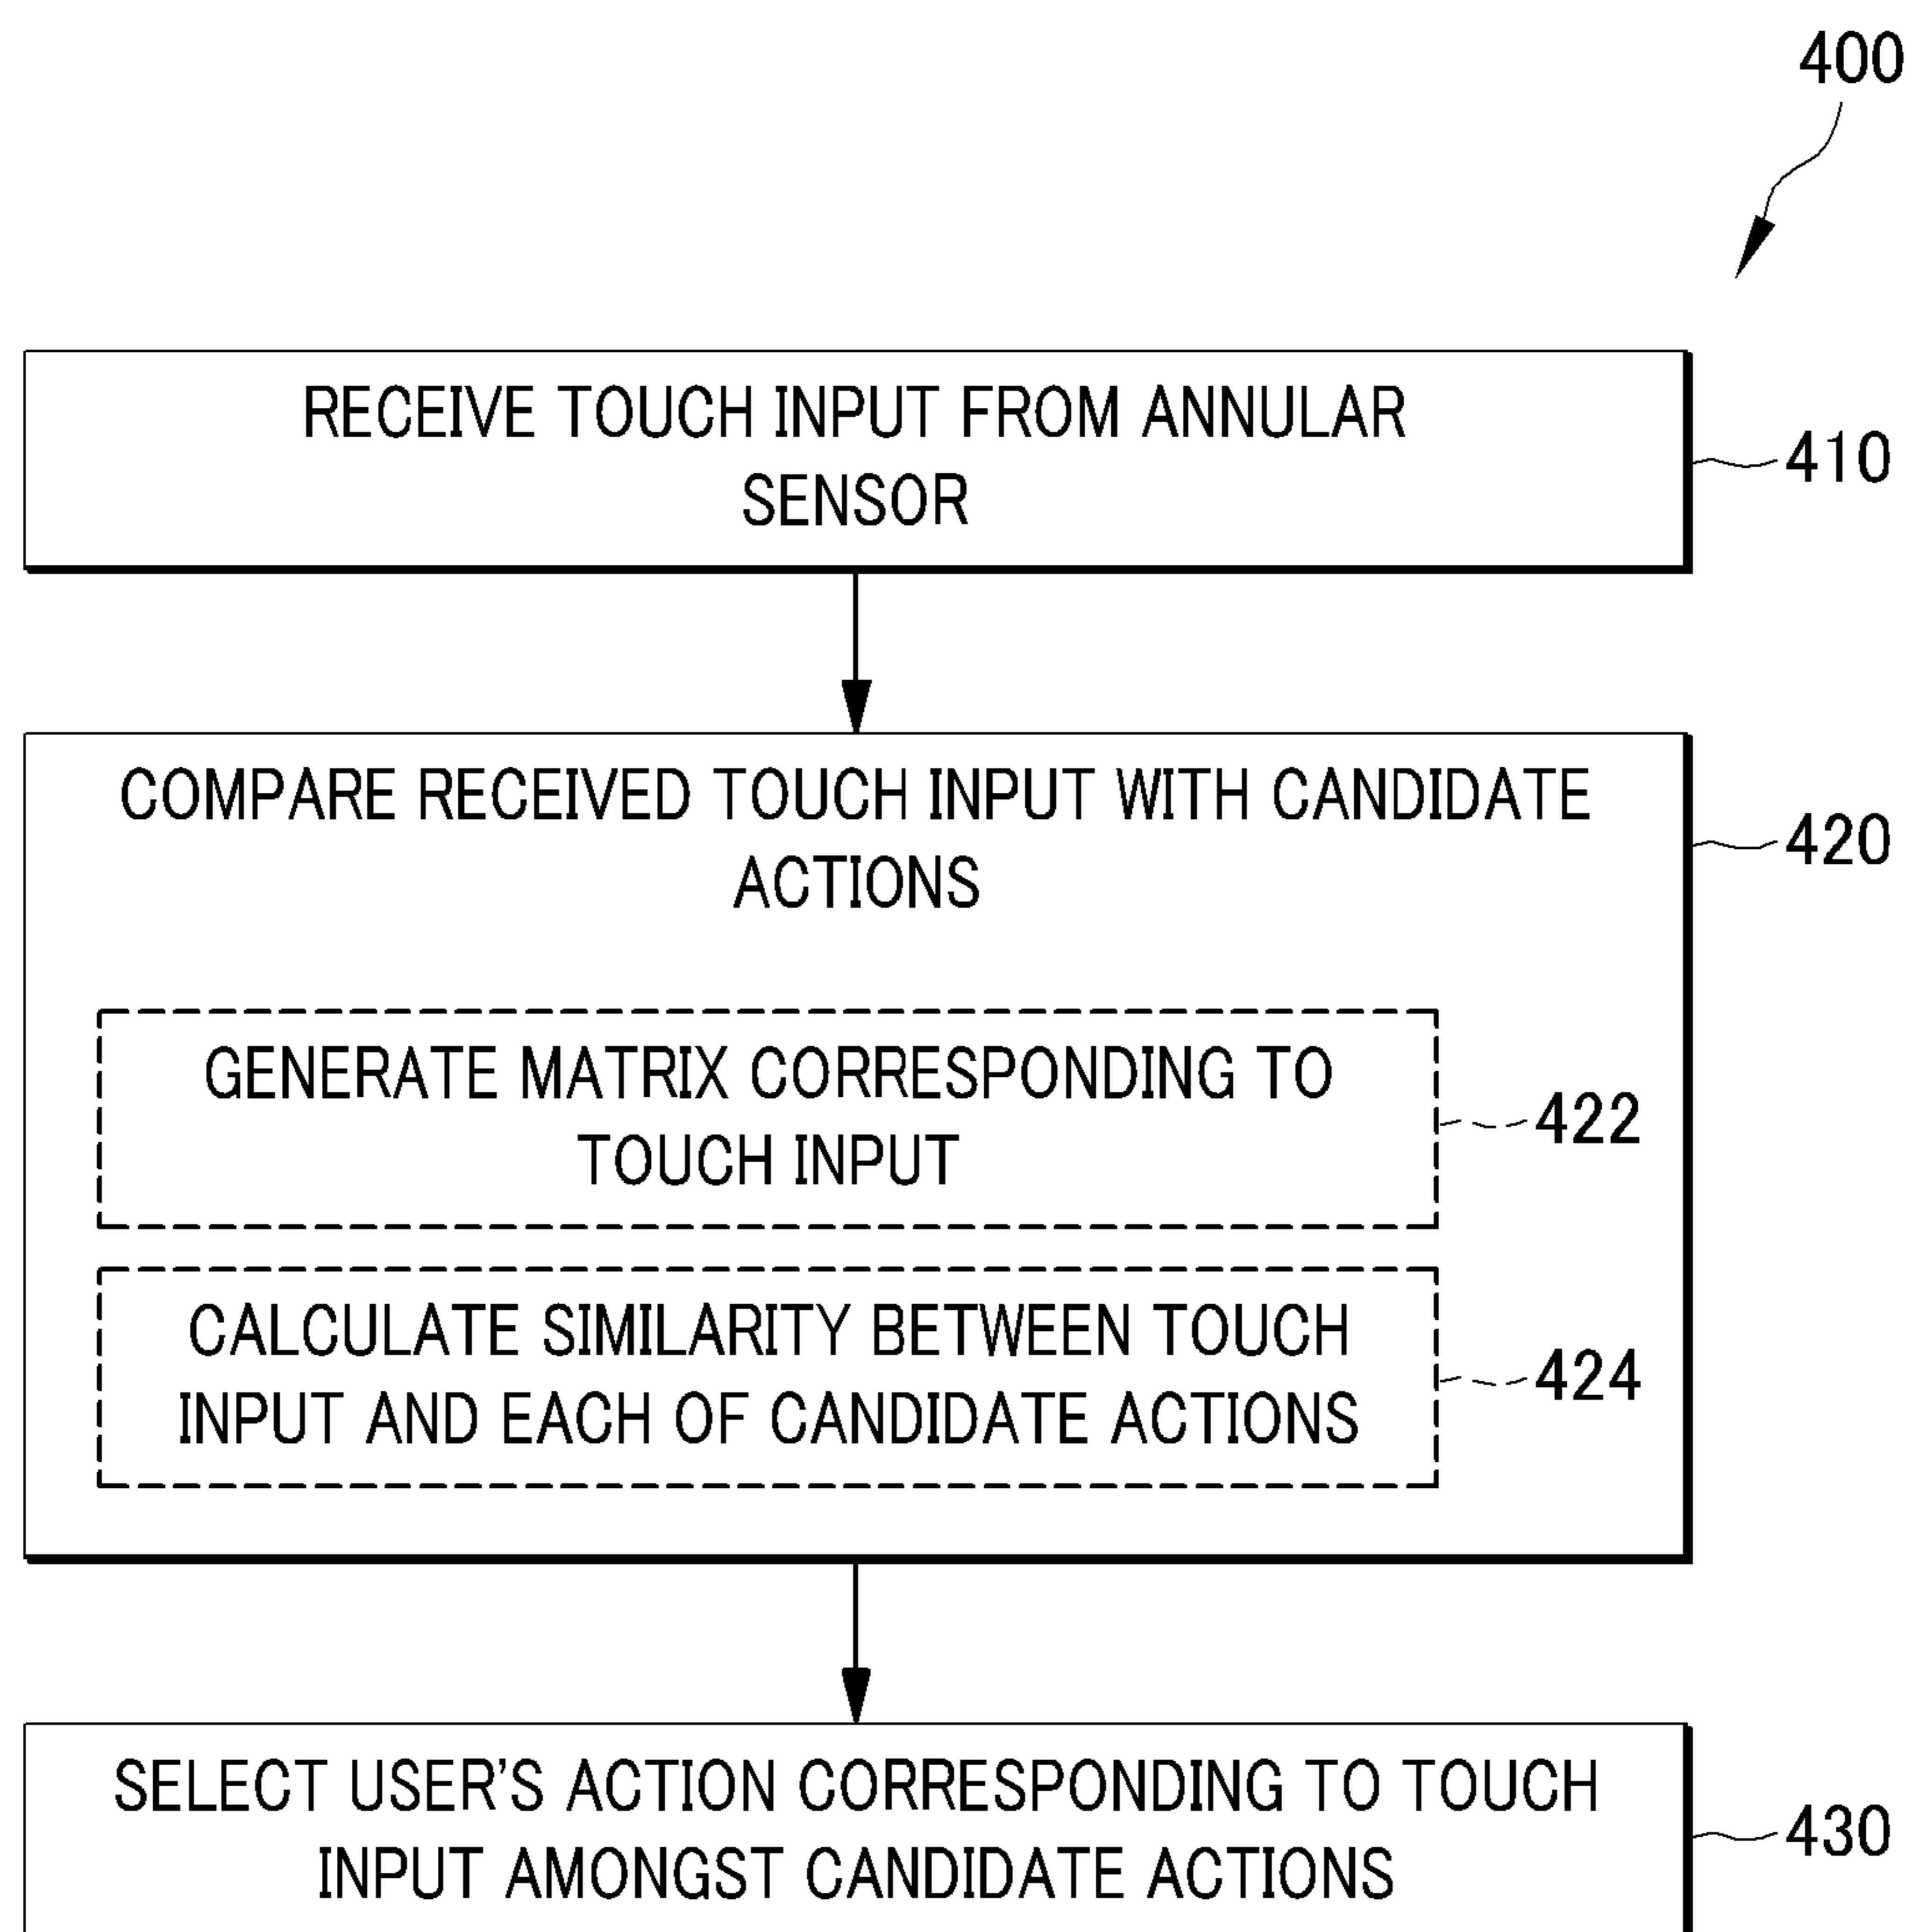 400
RECEIVE TOUCH INPUT FROM ANNULAR
SENSOR
410
COMPARE RECEIVED TOUCH INPUT WITH CANDIDATE
ACTIONS
420
GENERATE MATRIX CORRESPONDING TO
TOUCH INPUT
422
CALCULATE SIMILARITY BETWEEN TOUCH
INPUT AND EACH OF CANDIDATE ACTIONS
424
SELECT USER'S ACTION CORRESPONDING TO TOUCH
INPUT AMONGST CANDIDATE ACTIONS
430